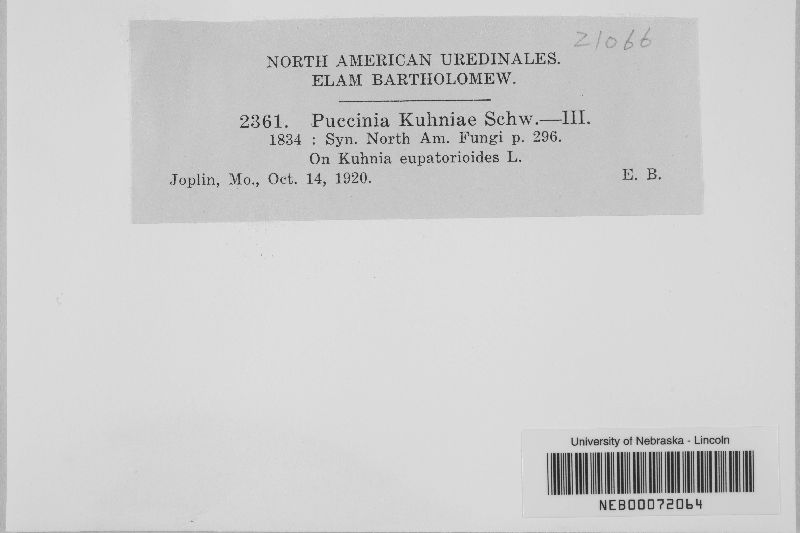 21066
NORTH AMERICAN UREDINALES.
ELAM BARTHOLOMEW.
2361. Puccinia Kuhniae Schw.—III.
1834 : Syn. North Am. Fungi p. 296.
On Kuhnia eupatorioides L.
Joplin, Mo., Oct. 14, 1920. E. B.
University of Nebraska - Lincoln
NEB00072064